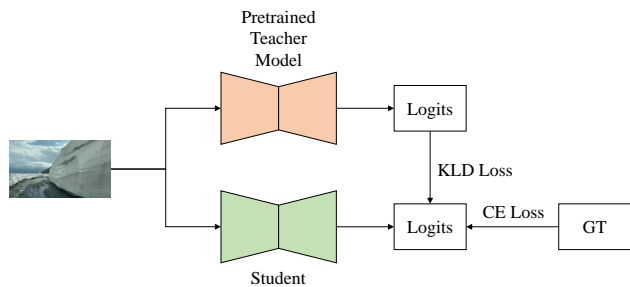 Pretrained
Teacher
Model
Logits
KLD Loss
Logits
CE Loss
GT
Student